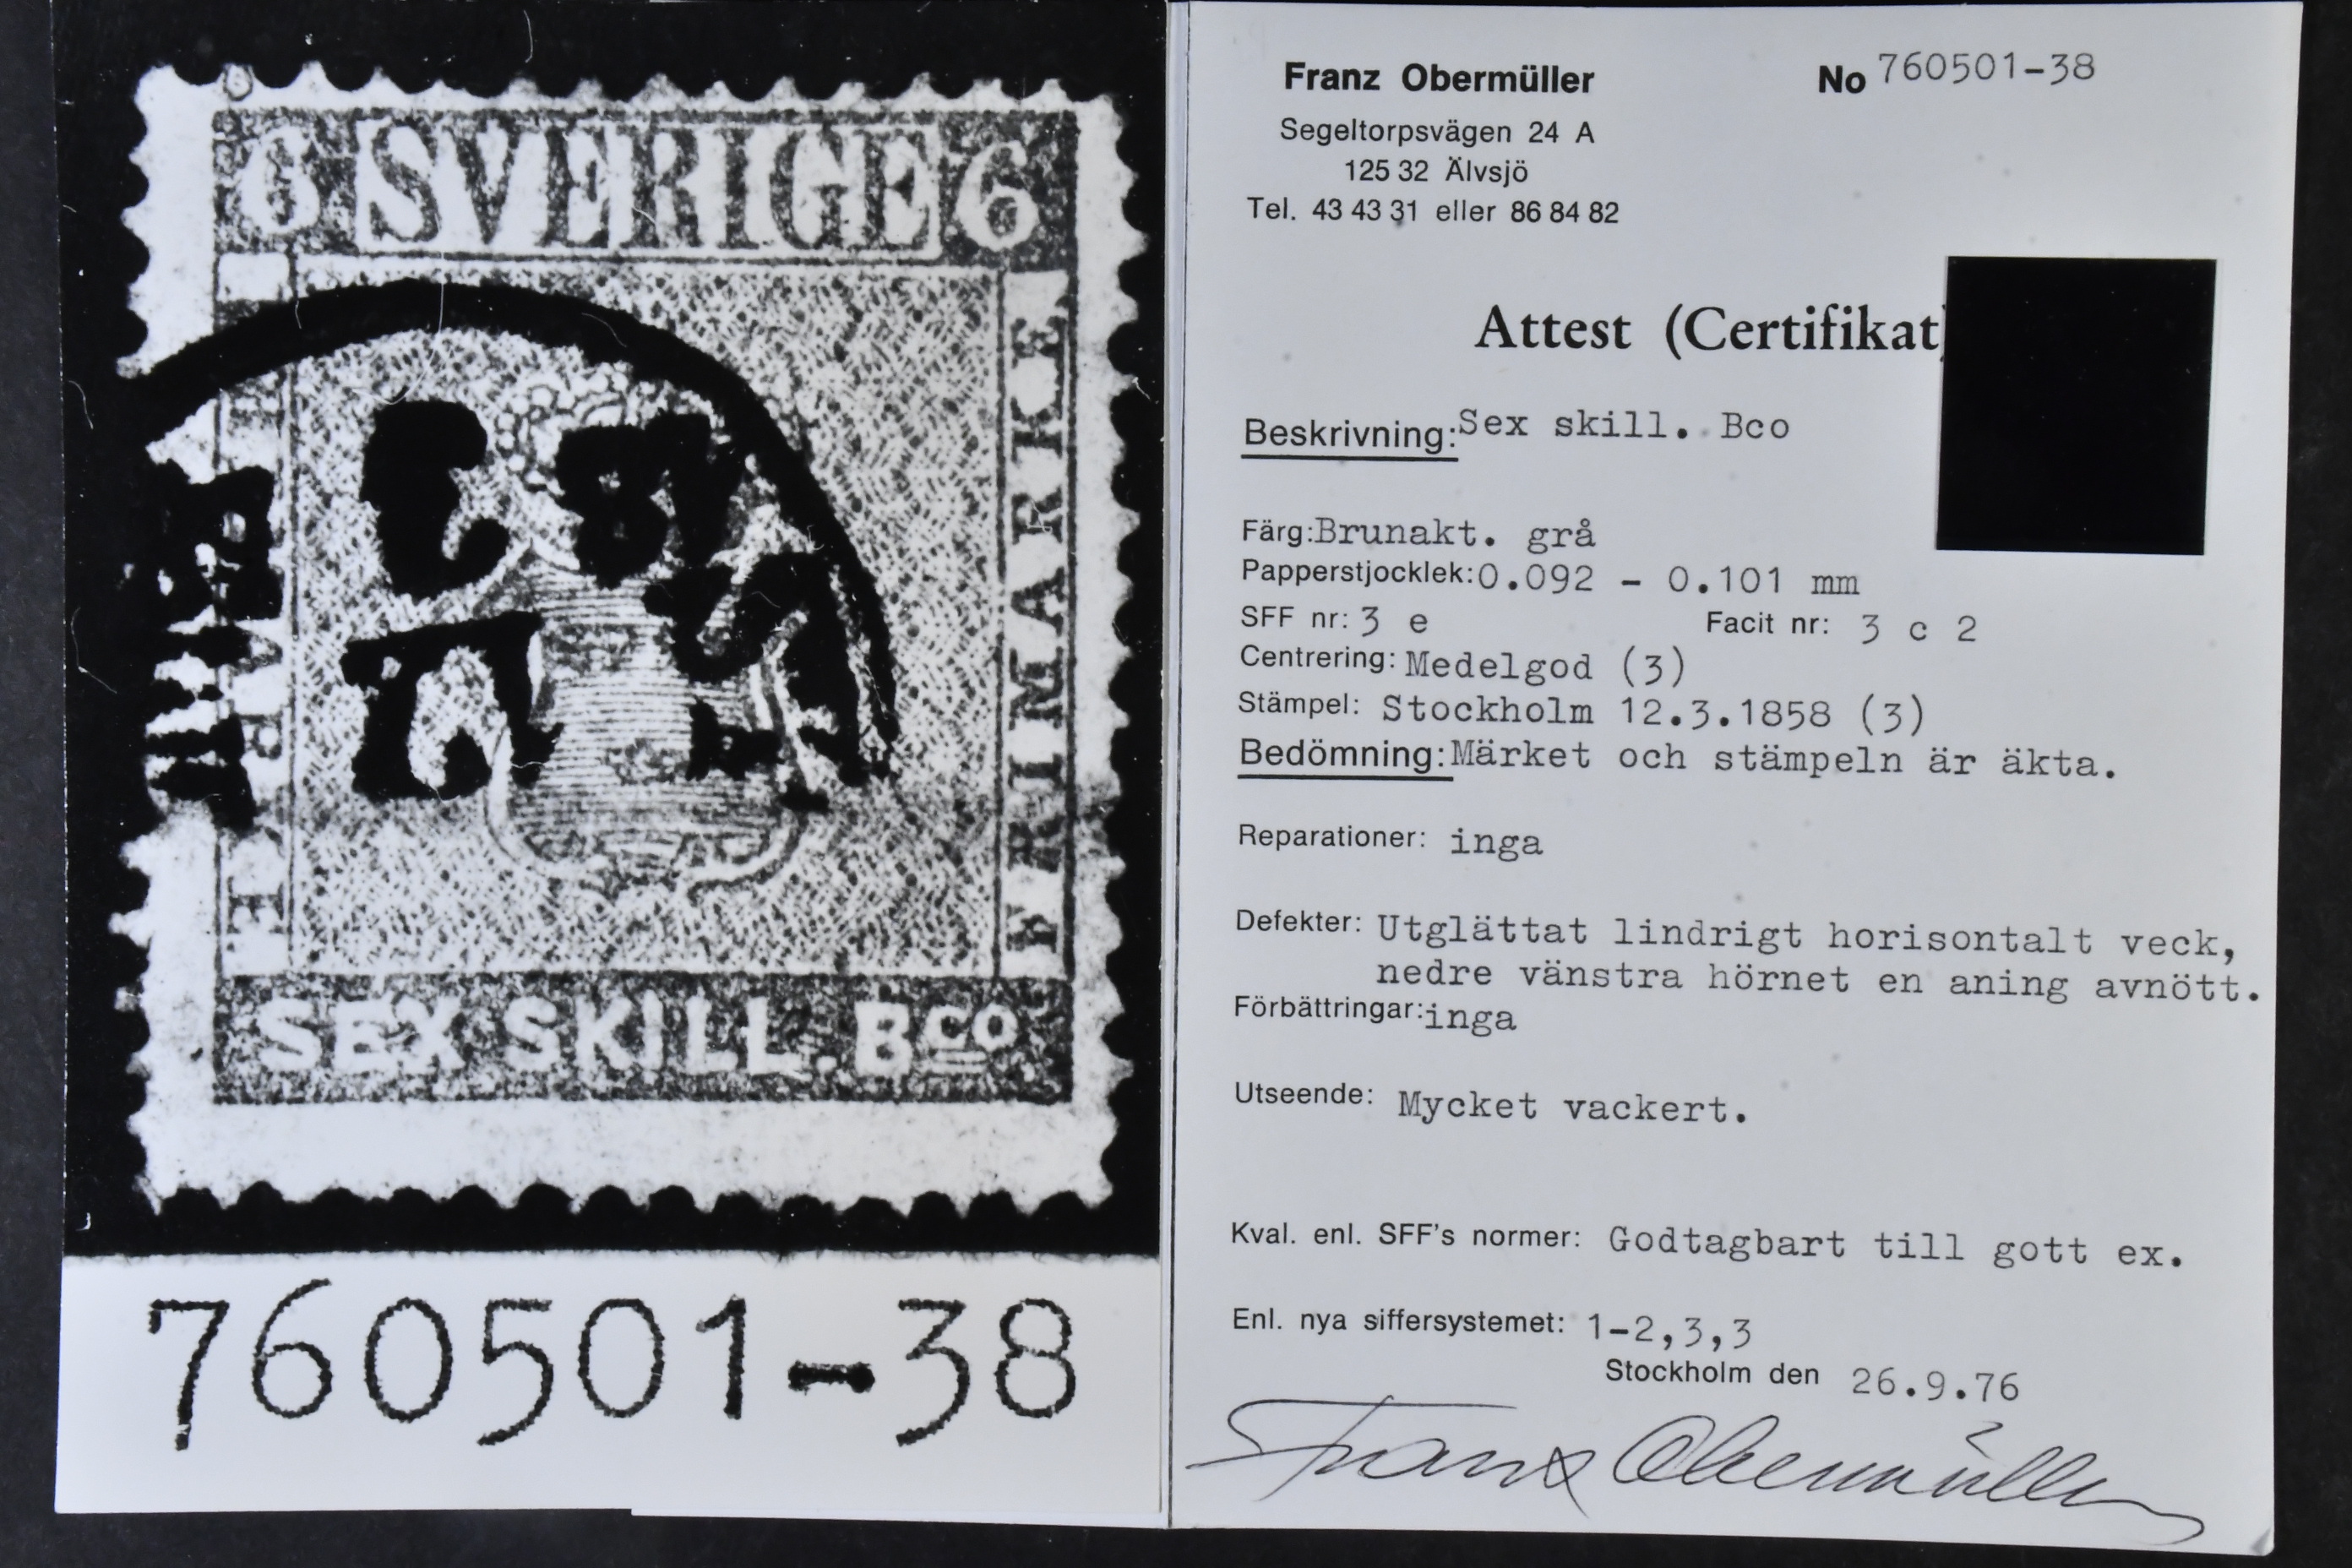 6 SVERIGE 6
FRIMARKE
SEX SKILL. Bco
760501-38
Franz Obermüller
No 760501-38
Segeltorpsvägen 24 A
125 32 Älvsjö
Tel. 43 43 31 eller 86 84 82
Attest (Certifikat)
Beskrivning: Sex skill. Bco
Färg: Brunakt. grå
Papperstjocklek: 0.092 - 0.101 mm
SFF nr: 3 e Facit nr: 3 c 2
Centrering: Medelgod (3)
Stämpel: Stockholm 12.3.1858 (3)
Bedömning: Märket och stämpeln är äkta.
Reparationer: inga
Defekter: Utglättat lindrigt horisontalt veck,
nedre vänstra hörnet en aning avnött.
Förbättringar: inga
Utseende: Mycket vackert.
Kval. enl. SFF's normer: Godtagbart till gott ex.
Enl. nya siffersystemet: 1-2,3,3
Stockholm den 26.9.76
Franz Obermüller